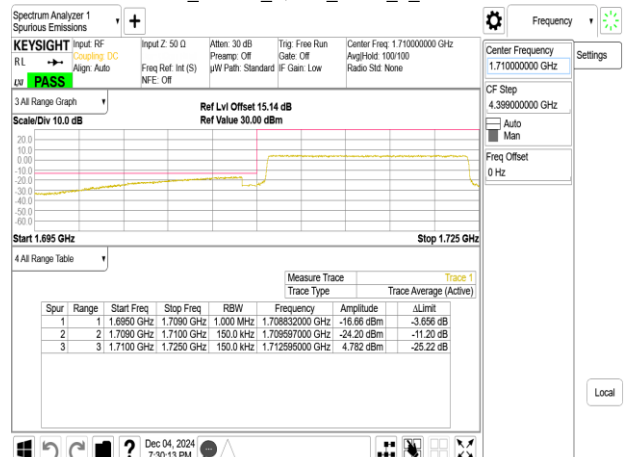 Spectrum Analyzer 1
Spurious Emissions
+
Frequency
KEYSIGHT
Input: RF
Input Z: 50 Ω
Atten: 30 dB
Trig: Free Run
Center Freq: 1.710000000 GHz
RL
Coupling: DC
Preamp: Off
Gate: Off
Avg|Hold: 100/100
Align: Auto
Freq Ref: Int (S)
µW Path: Standard
IF Gain: Low
Radio Std: None
LXI
PASS
NFE: Off
Center Frequency
1.710000000 GHz
Settings
CF Step
4.399000000 GHz
Auto
Man
Freq Offset
0 Hz
3 All Range Graph
Ref Lvl Offset 15.14 dB
Scale/Div 10.0 dB
Ref Value 30.00 dBm
20.0
10.0
0.00
-10.0
-20.0
-30.0
-40.0
-50.0
-60.0
Start 1.695 GHz
Stop 1.725 GHz
4 All Range Table
Measure Trace
Trace 1
Trace Type
Trace Average (Active)
Spur Range Start Freq Stop Freq RBW Frequency Amplitude ΔLimit
1 1 1.6950 GHz 1.7090 GHz 1.000 MHz 1.708832000 GHz -16.66 dBm -3.656 dB
2 2 1.7090 GHz 1.7100 GHz 150.0 kHz 1.709597000 GHz -24.20 dBm -11.20 dB
3 3 1.7100 GHz 1.7250 GHz 150.0 kHz 1.712595000 GHz 4.782 dBm -25.22 dB
Local
?
Dec 04, 2024
7:30:13 PM